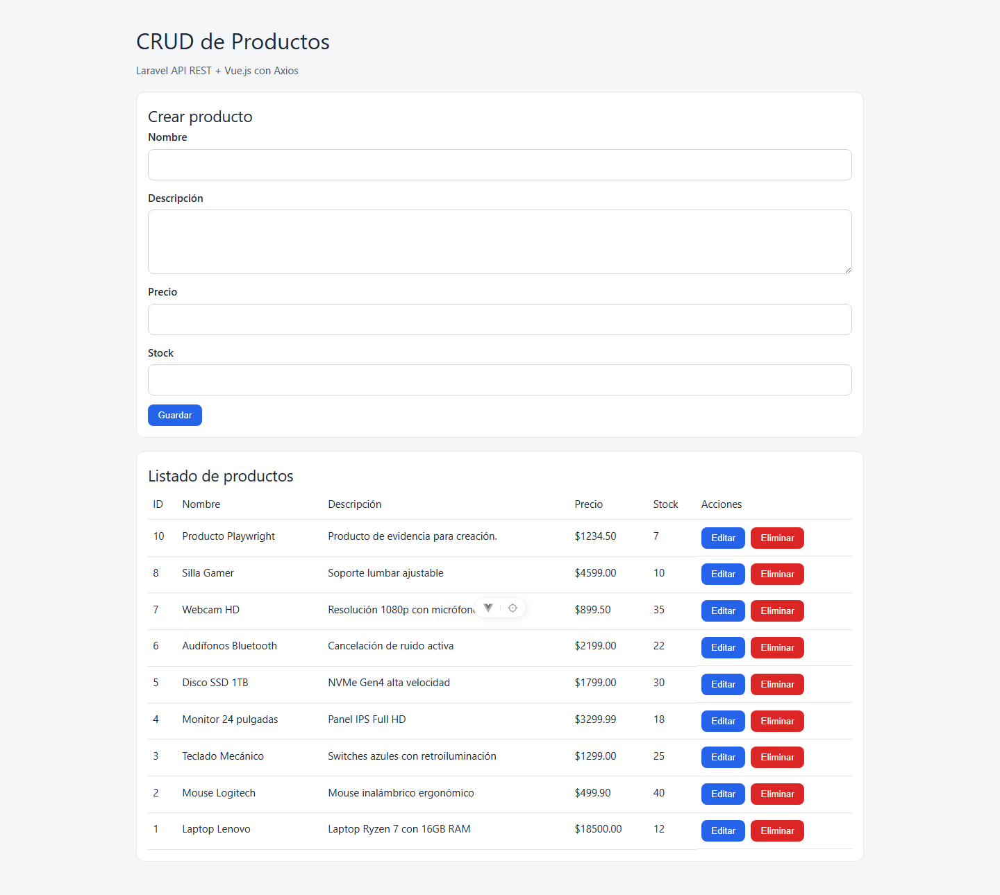 CRUD de Productos
Laravel API REST + Vue.js con Axios
Crear producto
Nombre
Descripción
Precio
Stock
Guardar
Listado de productos
ID Nombre Descripción Precio Stock Acciones
10 Producto Playwright Producto de evidencia para creación. $1234.50 7 Editar Eliminar
8 Silla Gamer Soporte lumbar ajustable $4599.00 10 Editar Eliminar
7 Webcam HD Resolución 1080p con $899.50 35 Editar Eliminar
6 Audífonos Bluetooth Cancelación de ruido activa $2199.00 22 Editar Eliminar
5 Disco SSD 1TB NVMe Gen4 alta velocidad $1799.00 30 Editar Eliminar
4 Monitor 24 pulgadas Panel IPS Full HD $3299.99 18 Editar Eliminar
3 Teclado Mecánico Switches azules con retroiluminación $1299.00 25 Editar Eliminar
2 Mouse Logitech Mouse inalámbrico ergonómico $499.90 40 Editar Eliminar
1 Laptop Lenovo Laptop Ryzen 7 con 16GB RAM $18500.00 12 Editar Eliminar